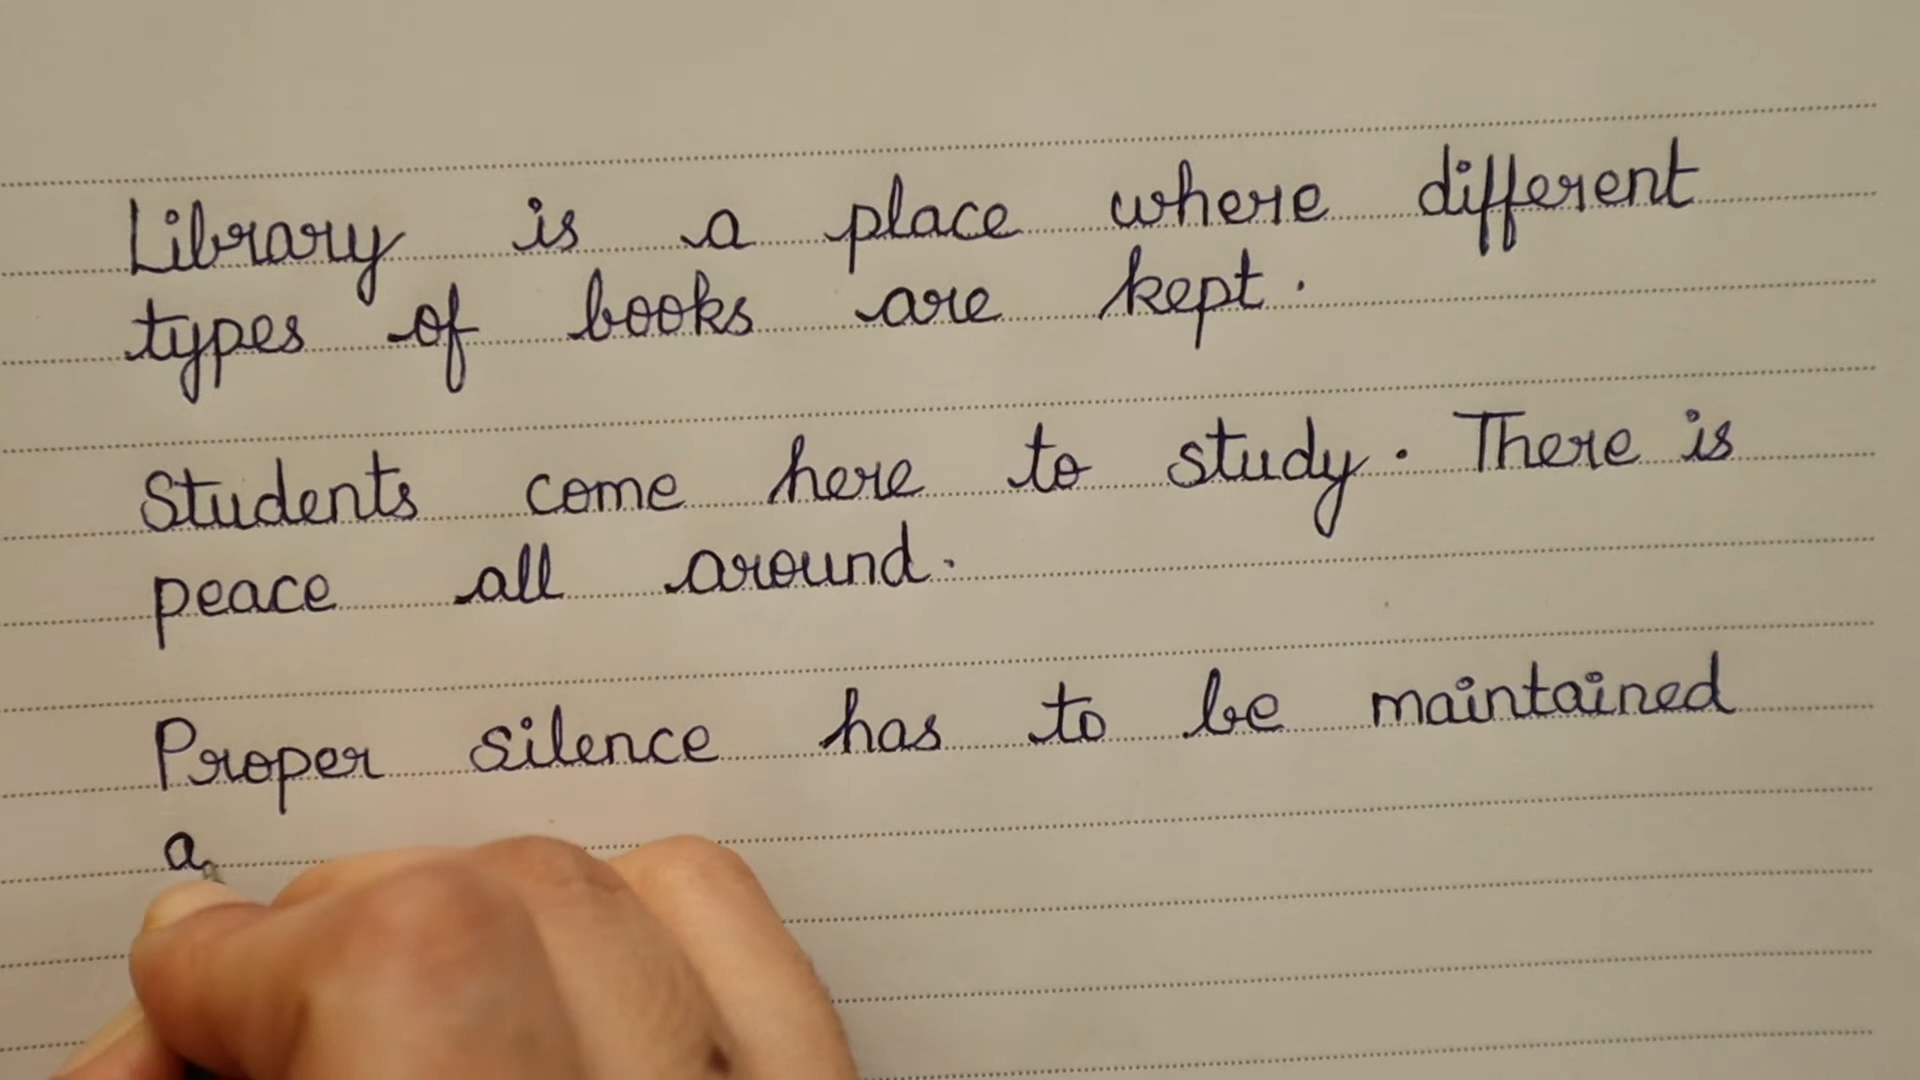 Library is a place where different
types of books are kept.
Students come here to study. There is
peace all around.
Proper silence has to be maintained
a